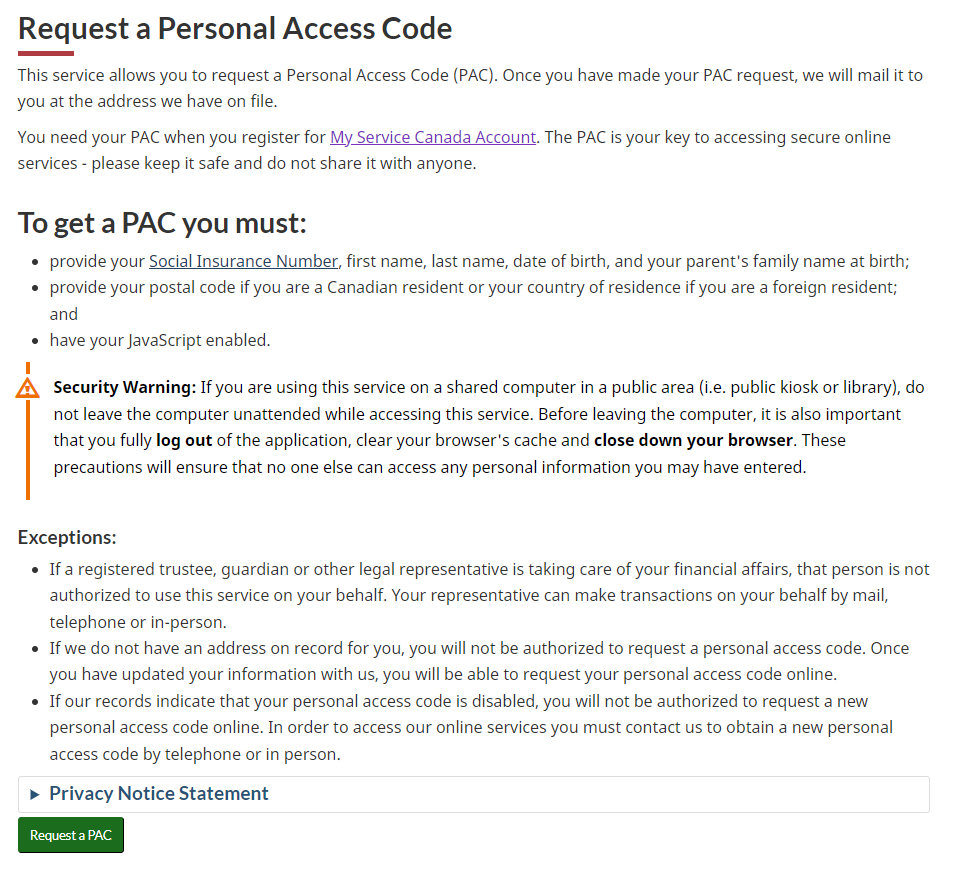 Request a Personal Access Code
This service allows you to request a Personal Access Code (PAC). Once you have made your PAC request, we will mail it to
you at the address we have on file.
You need your PAC when you register for My Service Canada Account. The PAC is your key to accessing secure online
services - please keep it safe and do not share it with anyone.
To get a PAC you must:
• provide your Social Insurance Number, first name, last name, date of birth, and your parent's family name at birth;
• provide your postal code if you are a Canadian resident or your country of residence if you are a foreign resident;
and
• have your JavaScript enabled.
Security Warning: If you are using this service on a shared computer in a public area (i.e. public kiosk or library), do
not leave the computer unattended while accessing this service. Before leaving the computer, it is also important
that you fully log out of the application, clear your browser's cache and close down your browser. These
precautions will ensure that no one else can access any personal information you may have entered.
Exceptions:
• If a registered trustee, guardian or other legal representative is taking care of your financial affairs, that person is not
authorized to use this service on your behalf. Your representative can make transactions on your behalf by mail,
telephone or in-person.
• If we do not have an address on record for you, you will not be authorized to request a personal access code. Once
you have updated your information with us, you will be able to request your personal access code online.
• If our records indicate that your personal access code is disabled, you will not be authorized to request a new
personal access code online. In order to access our online services you must contact us to obtain a new personal
access code by telephone or in person.
Privacy Notice Statement
Request a PAC